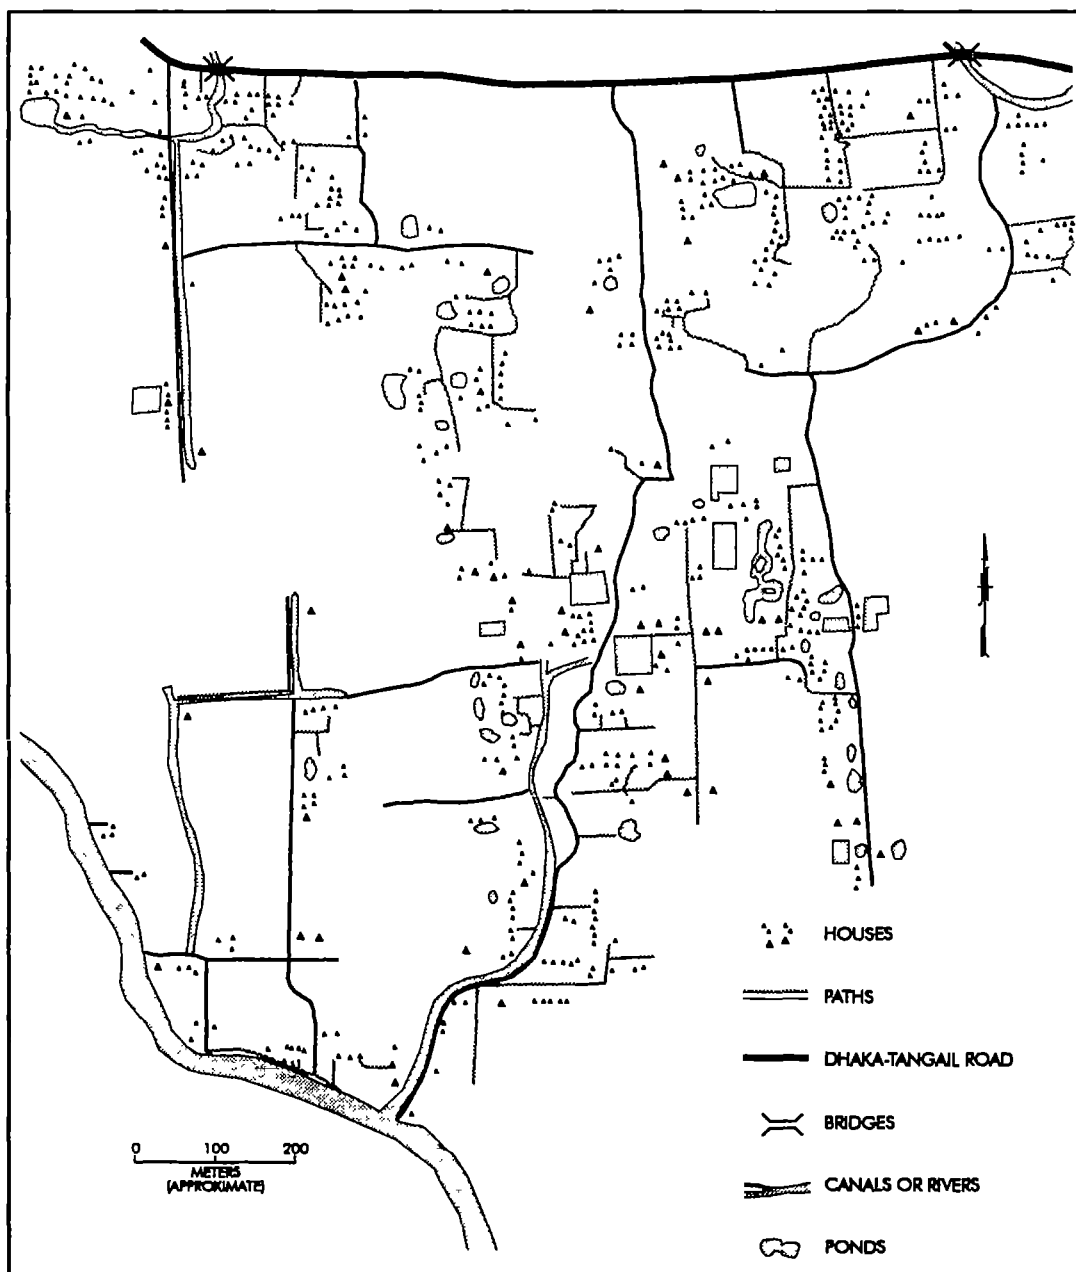 HOUSES
PATHS
DHAKA-TANGAIL ROAD
BRIDGES
0 100 200
METERS
(APPROXIMATE)
CANALS OR RIVERS
PONDS